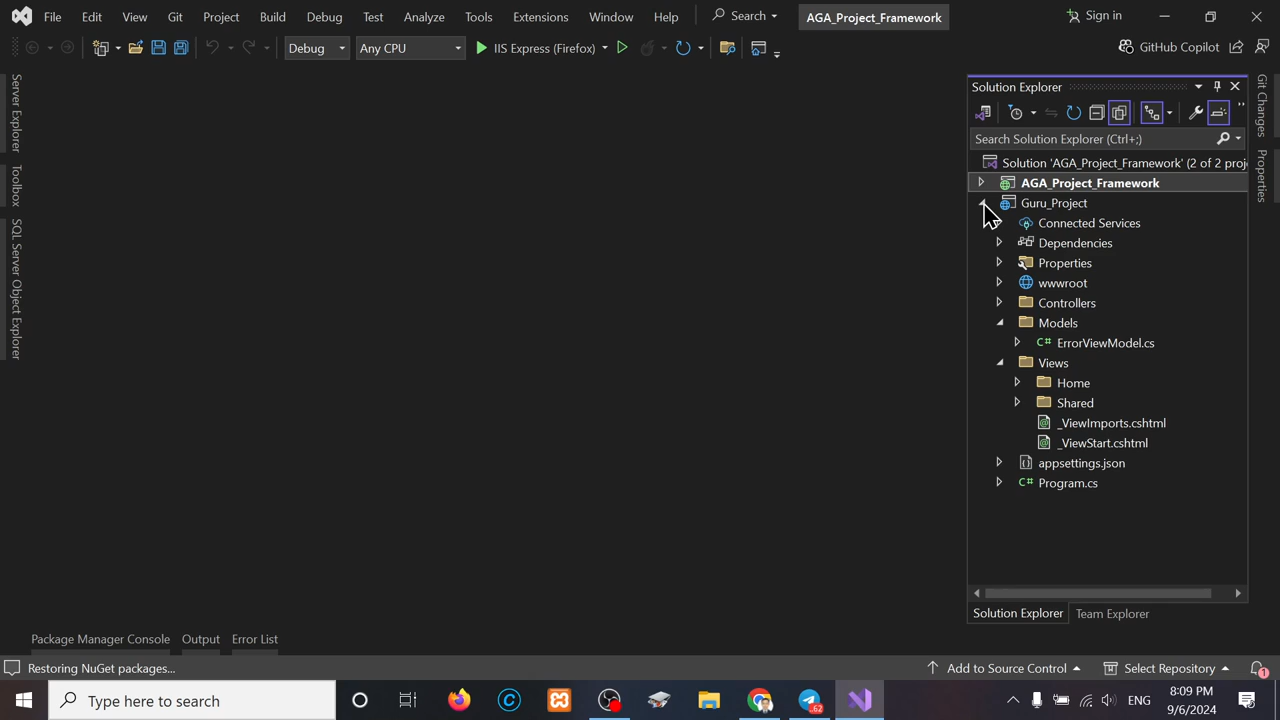 File Edit View Git Project Build Debug Test Analyze Tools Extensions Window Help Search AGA_Project_Framework Sign in
Debug Any CPU IIS Express (Firefox) GitHub Copilot
Server Explorer
Toolbox
SQL Server Object Explorer
Solution Explorer
Search Solution Explorer (Ctrl+;)
Solution 'AGA_Project_Framework' (2 of 2 proj
AGA_Project_Framework
Guru_Project
Connected Services
Dependencies
Properties
wwwroot
Controllers
Models
C# ErrorViewModel.cs
Views
Home
Shared
_ViewImports.cshtml
_ViewStart.cshtml
appsettings.json
C# Program.cs
Solution Explorer Team Explorer
Git Changes
Properties
Package Manager Console Output Error List
Restoring NuGet packages... Add to Source Control Select Repository 1
Type here to search 62 ENG 8:09 PM
9/6/2024